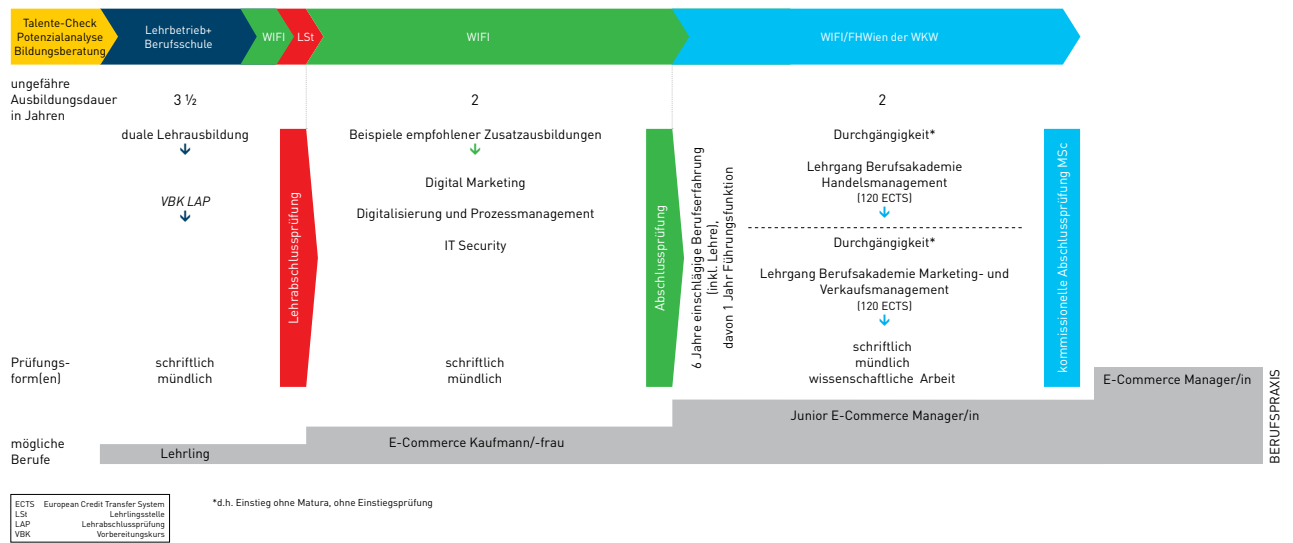 Talente-Check
Potenzialanalyse
Bildungsberatung
Lehrbetrieb+
Berufsschule
WIFI
LSt
WIFI
WIFI/FHWien der WKW
ungefähre
Ausbildungsdauer
in Jahren
3 ½
2
2
duale Lehrausbildung
VBK LAP
Lehrabschlussprüfung
Beispiele empfohlener Zusatzausbildungen
Digital Marketing
Digitalisierung und Prozessmanagement
IT Security
Abschlussprüfung
6 Jahre einschlägige Berufserfahrung
(inkl. Lehre),
davon 1 Jahr Führungsfunktion
Durchgängigkeit*
Lehrgang Berufsakademie
Handelsmanagement
(120 ECTS)
Durchgängigkeit*
Lehrgang Berufsakademie Marketing- und
Verkaufsmanagement
(120 ECTS)
kommissionelle Abschlussprüfung MSc
Prüfungs-
form(en)
schriftlich
mündlich
schriftlich
mündlich
schriftlich
mündlich
wissenschaftliche Arbeit
mögliche
Berufe
Lehrling
E-Commerce Kaufmann/-frau
Junior E-Commerce Manager/in
E-Commerce Manager/in
BERUFSPRAXIS
ECTS European Credit Transfer System
LSt Lehrlingsstelle
LAP Lehrabschlussprüfung
VBK Vorbereitungskurs
*d.h. Einstieg ohne Matura, ohne Einstiegsprüfung